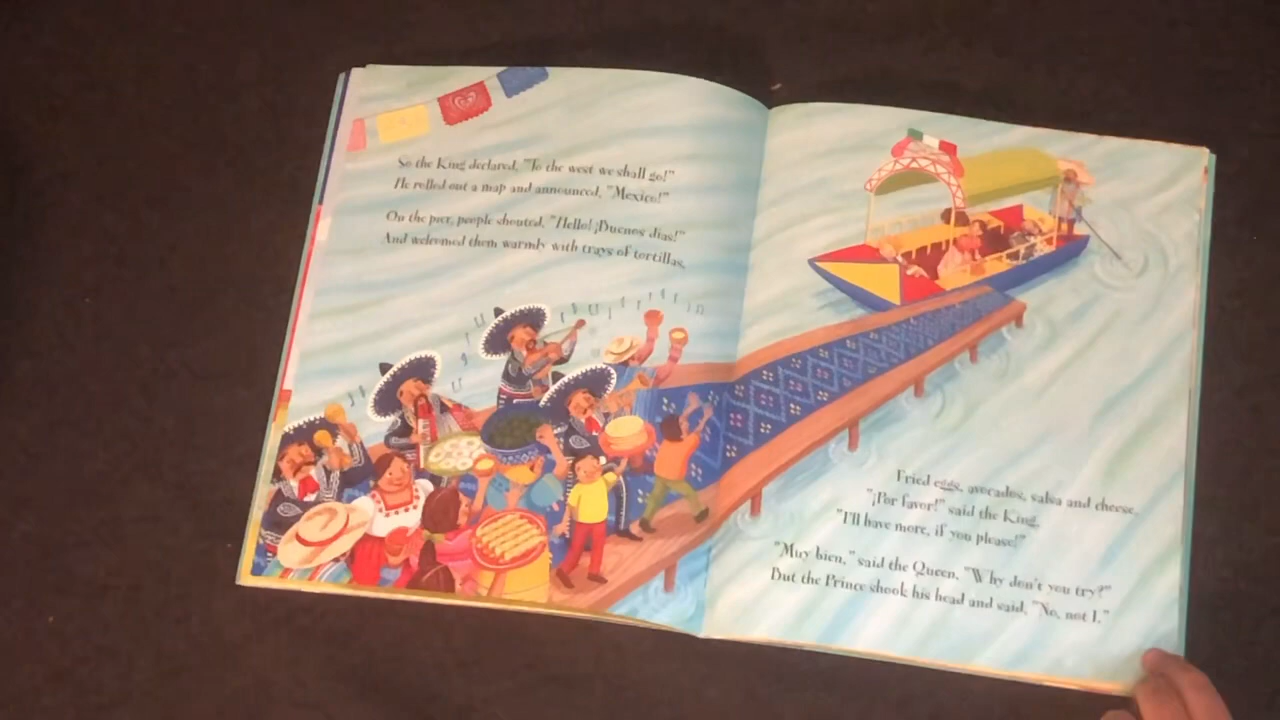 So the King declared, "To the west we shall go!"
He rolled out a map and announced, "Mexico!"
On the pier, people shouted, "Hello! ¡Buenos dias!"
And welcomed them warmly with trays of tortillas,
Fried eggs, avocados, salsa and cheese.
"¡Por favor!" said the King.
"I'll have more, if you please!"
"Muy bien," said the Queen. "Why don't you try?"
But the Prince shook his head and said, "No, not I."